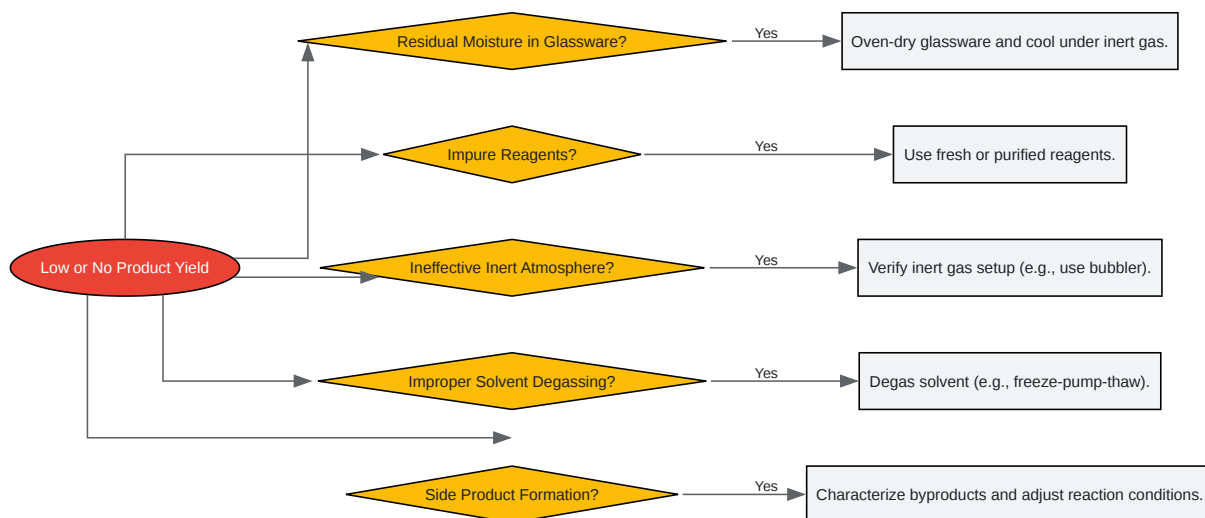 Residual Moisture in Glassware?
Yes
Oven-dry glassware and cool under inert gas.
Impure Reagents?
Yes
Use fresh or purified reagents.
Low or No Product Yield
Ineffective Inert Atmosphere?
Yes
Verify inert gas setup (e.g., use bubbler).
Improper Solvent Degassing?
Yes
Degas solvent (e.g., freeze-pump-thaw).
Side Product Formation?
Yes
Characterize byproducts and adjust reaction conditions.